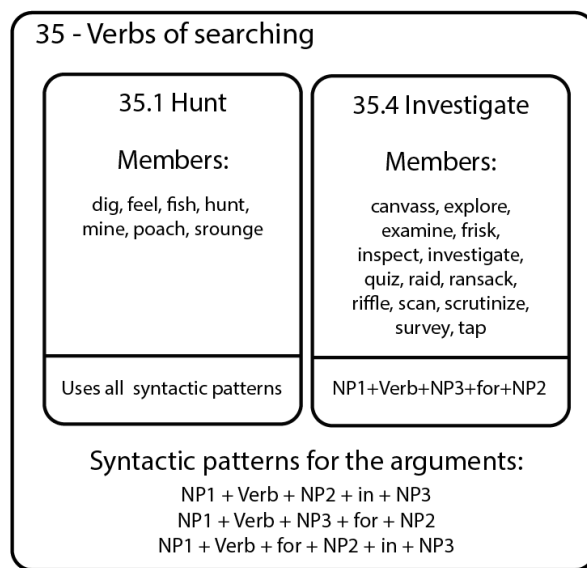 35 - Verbs of searching
35.1 Hunt
Members:
dig, feel, fish, hunt,
mine, poach, srounge
Uses all syntactic patterns
35.4 Investigate
Members:
canvass, explore,
examine, frisk,
inspect, investigate,
quiz, raid, ransack,
riffle, scan, scrutinize,
survey, tap
NP1+Verb+NP3+for+NP2
Syntactic patterns for the arguments:
NP1 + Verb + NP2 + in + NP3
NP1 + Verb + NP3 + for + NP2
NP1 + Verb + for + NP2 + in + NP3